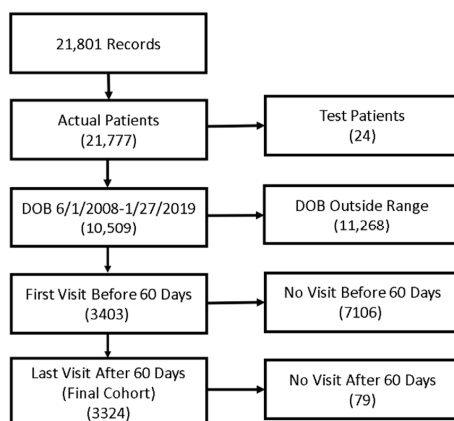 21,801 Records
Actual Patients
(21,777)
Test Patients
(24)
DOB 6/1/2008-1/27/2019
(10,509)
DOB Outside Range
(11,268)
First Visit Before 60 Days
(3403)
No Visit Before 60 Days
(7106)
Last Visit After 60 Days
(Final Cohort)
(3324)
No Visit After 60 Days
(79)